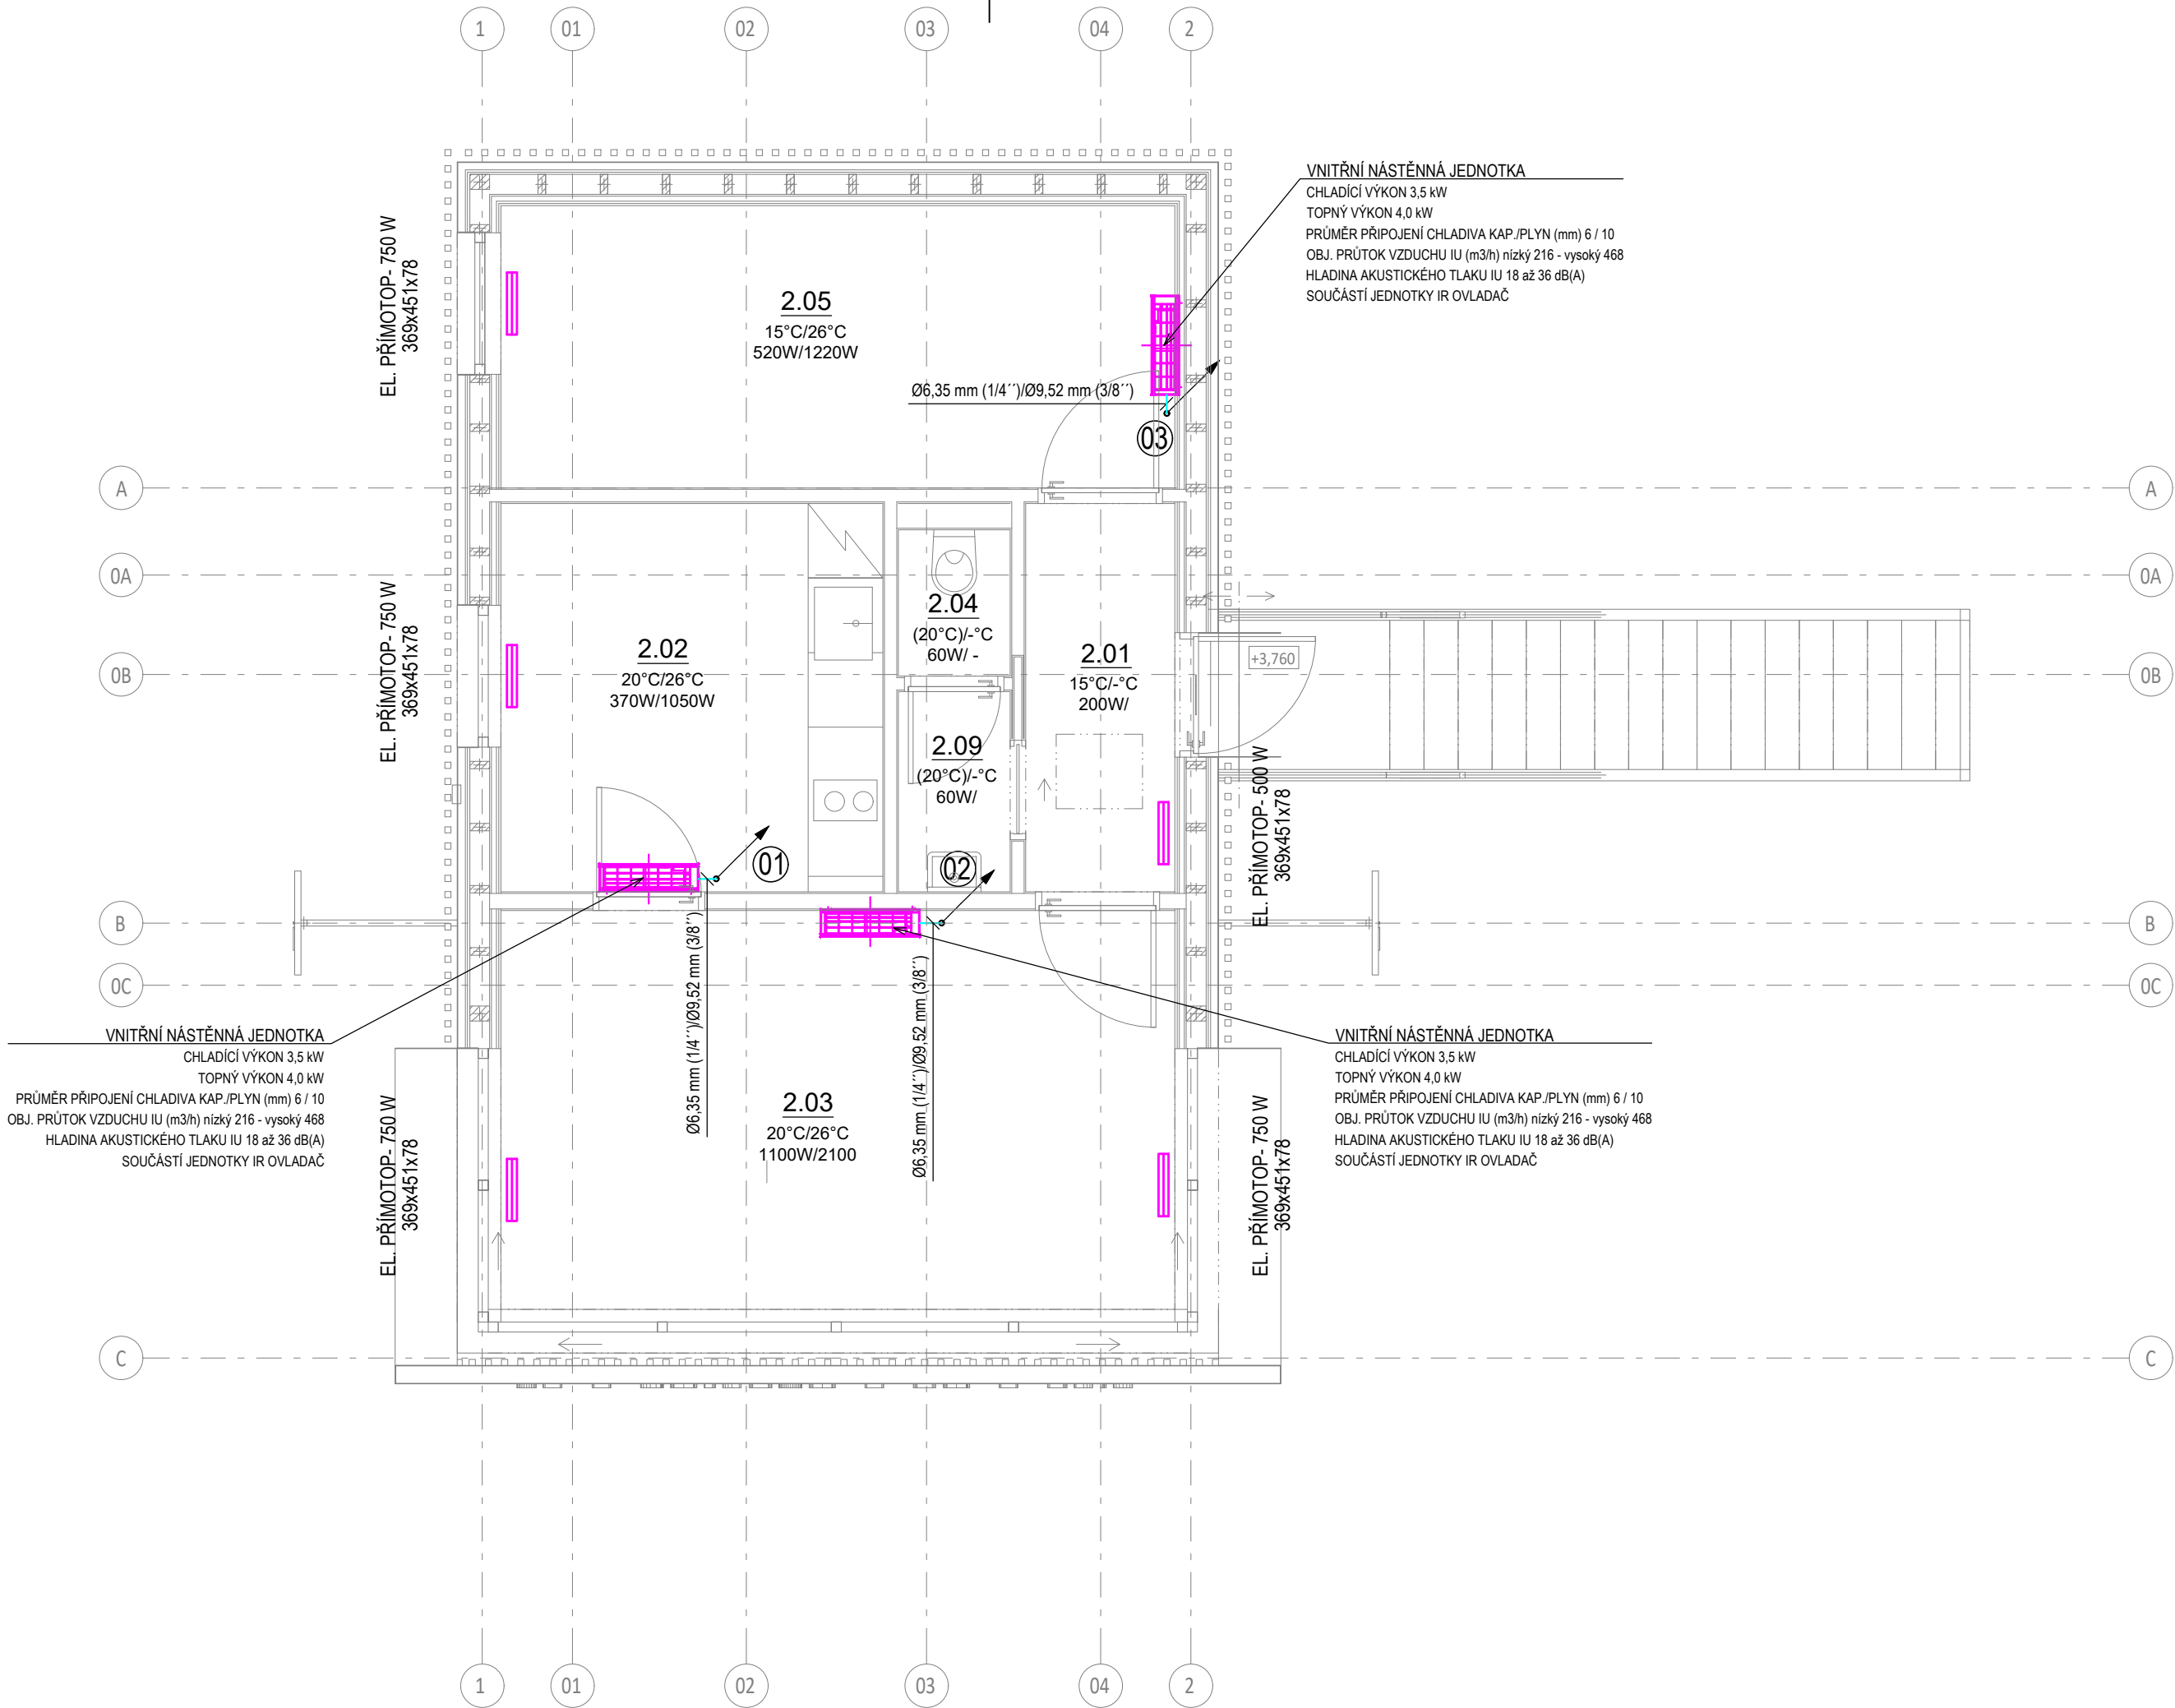 1
01
02
03
04
2
VNITŘNÍ NÁSTĚNNÁ JEDNOTKA
CHLADÍCÍ VÝKON 3,5 kW
TOPNÝ VÝKON 4,0 kW
PRŮMĚR PŘIPOJENÍ CHLADIVA KAP./PLYN (mm) 6 / 10
OBJ. PRŮTOK VZDUCHU IU (m3/h) nízký 216 - vysoký 468
HLADINA AKUSTICKÉHO TLAKU IU 18 až 36 dB(A)
SOUČÁSTÍ JEDNOTKY IR OVLADAČ
EL. PŘÍMOTOP- 750 W
369x451x78
2.05
15°C/26°C
520W/1220W
Ø6,35 mm (1/4´´)/Ø9,52 mm (3/8´´)
03
A
A
0A
0A
EL. PŘÍMOTOP- 750 W
369x451x78
2.02
20°C/26°C
370W/1050W
2.04
(20°C)/-°C
60W/ -
2.01
15°C/-°C
200W/
+3,760
0B
0B
2.09
(20°C)/-°C
60W/
EL. PŘÍMOTOP- 500 W
369x451x78
01
02
B
B
0C
0C
Ø6,35 mm (1/4´´)/Ø9,52 mm (3/8´´)
Ø6,35 mm (1/4´´)/Ø9,52 mm (3/8´´)
VNITŘNÍ NÁSTĚNNÁ JEDNOTKA
CHLADÍCÍ VÝKON 3,5 kW
TOPNÝ VÝKON 4,0 kW
PRŮMĚR PŘIPOJENÍ CHLADIVA KAP./PLYN (mm) 6 / 10
OBJ. PRŮTOK VZDUCHU IU (m3/h) nízký 216 - vysoký 468
HLADINA AKUSTICKÉHO TLAKU IU 18 až 36 dB(A)
SOUČÁSTÍ JEDNOTKY IR OVLADAČ
VNITŘNÍ NÁSTĚNNÁ JEDNOTKA
CHLADÍCÍ VÝKON 3,5 kW
TOPNÝ VÝKON 4,0 kW
PRŮMĚR PŘIPOJENÍ CHLADIVA KAP./PLYN (mm) 6 / 10
OBJ. PRŮTOK VZDUCHU IU (m3/h) nízký 216 - vysoký 468
HLADINA AKUSTICKÉHO TLAKU IU 18 až 36 dB(A)
SOUČÁSTÍ JEDNOTKY IR OVLADAČ
EL. PŘÍMOTOP- 750 W
369x451x78
2.03
20°C/26°C
1100W/2100
EL. PŘÍMOTOP- 750 W
369x451x78
C
C
1
01
02
03
04
2